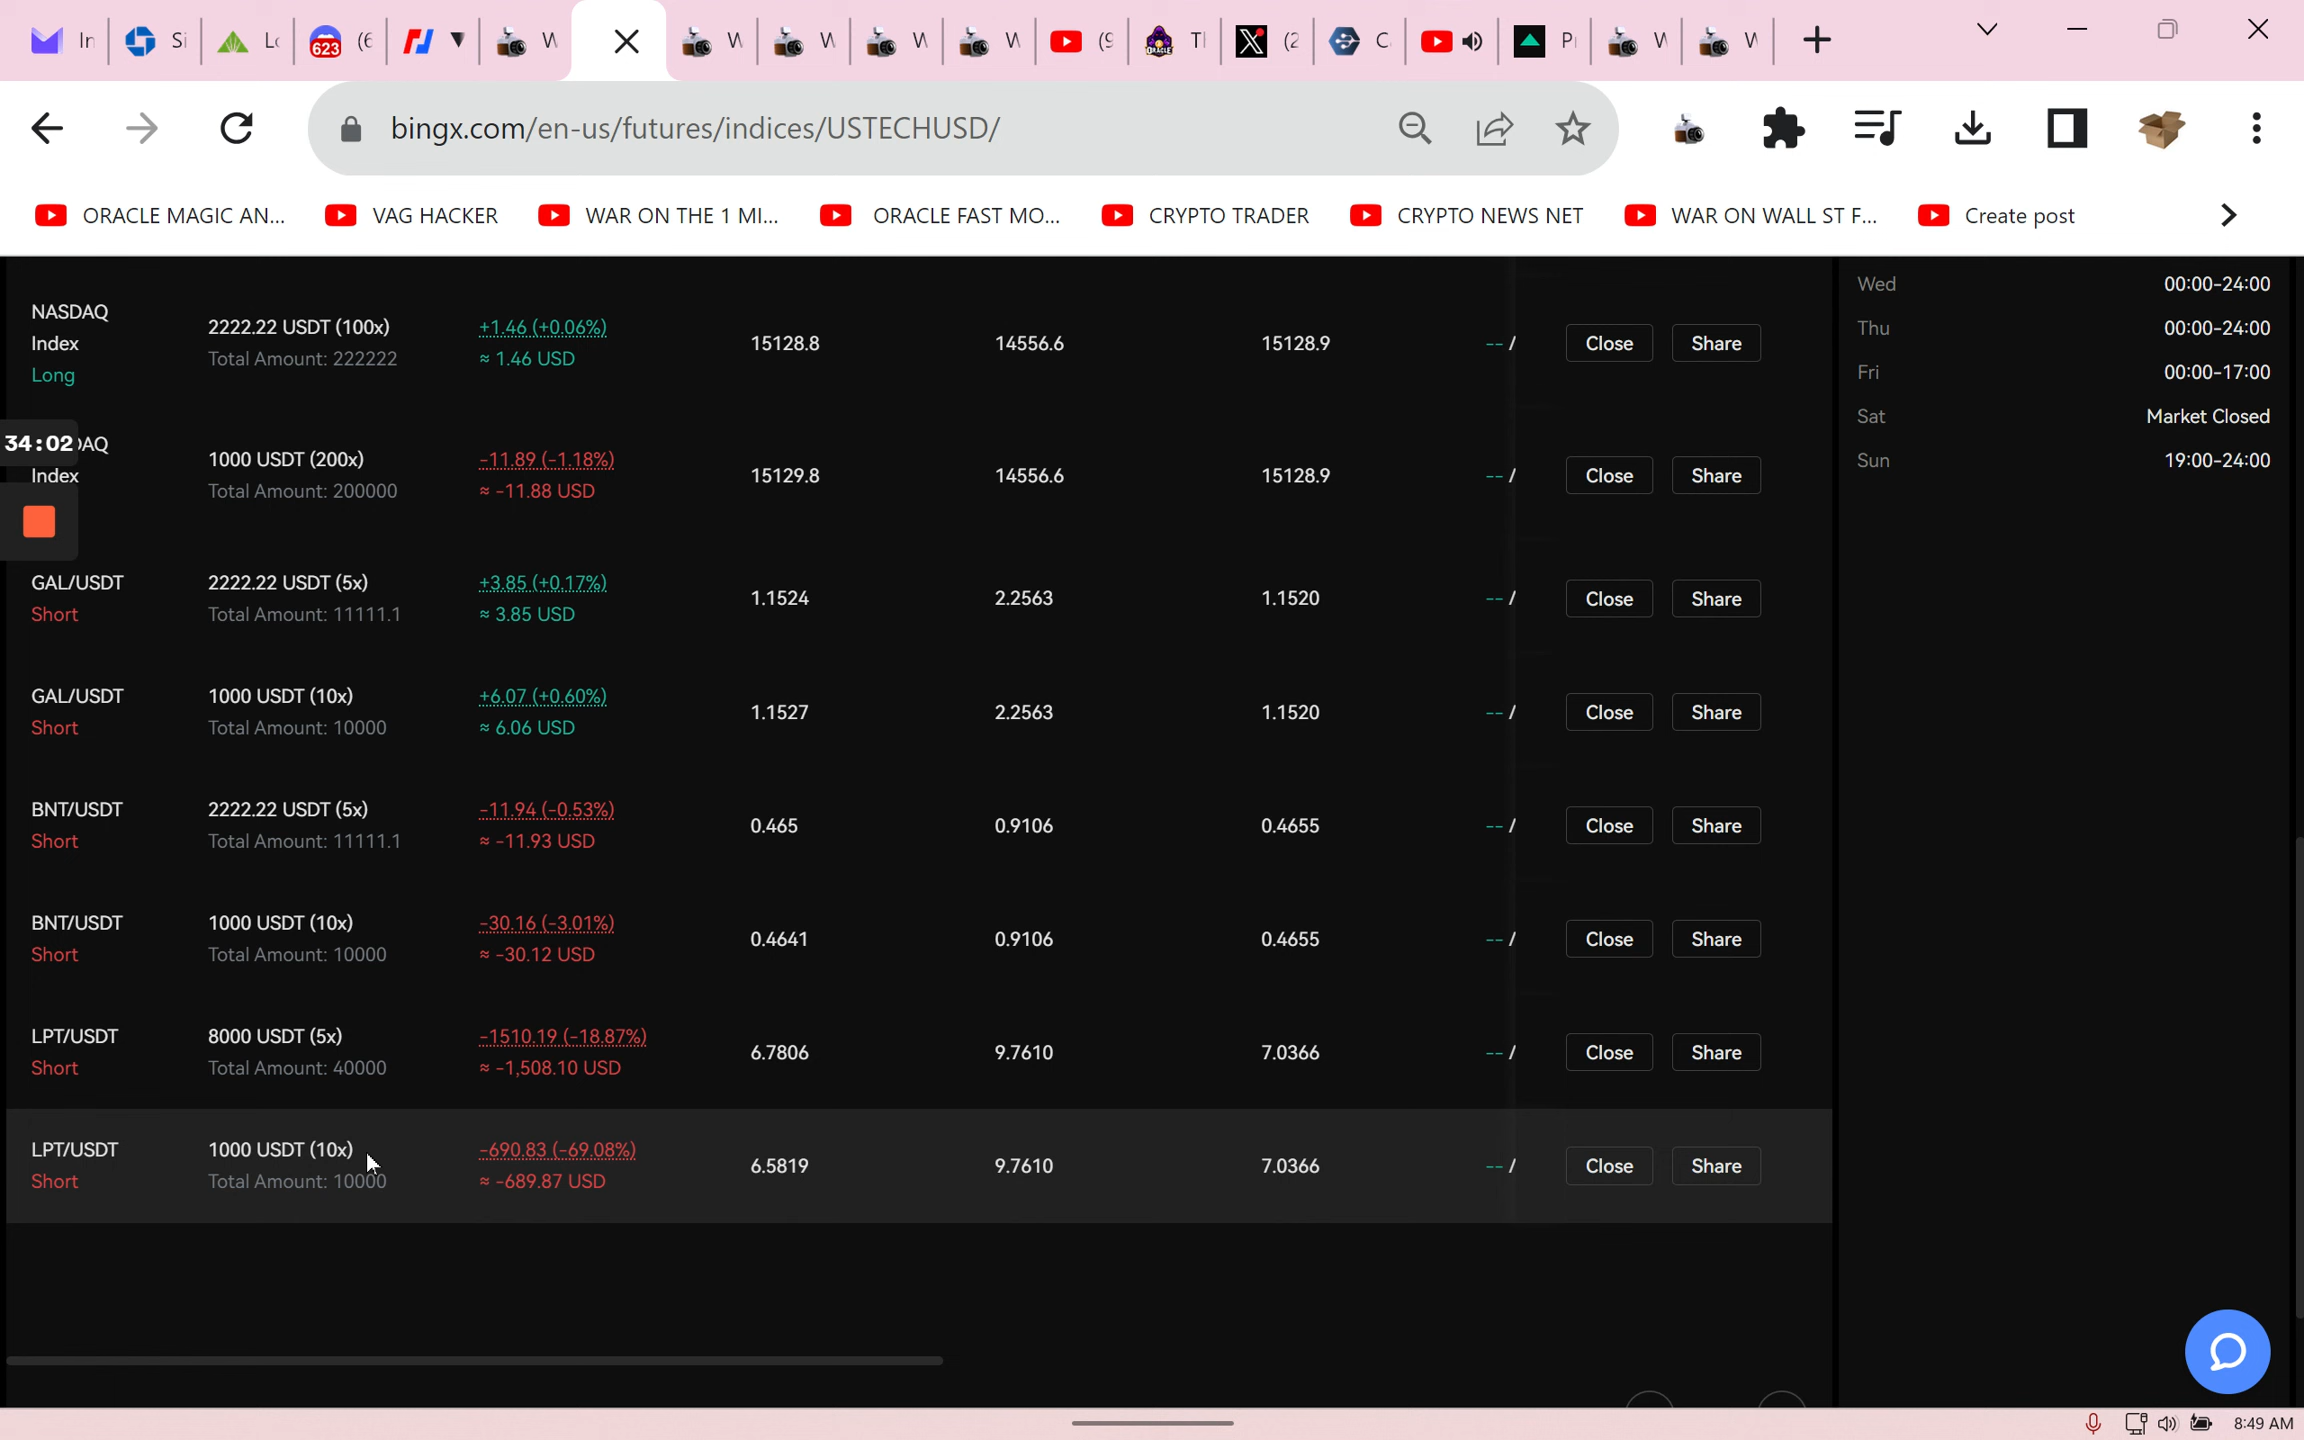 In
Si
Lo
623
(6
W
W
W
W
W
(9
ORACLE
Tl
(2
C
P
W
W
bingx.com/en-us/futures/indices/USTECHUSD/
ORACLE MAGIC AN... VAG HACKER WAR ON THE 1 MI... ORACLE FAST MO... CRYPTO TRADER CRYPTO NEWS NET WAR ON WALL ST F... Create post
NASDAQ
Index
Long
2222.22 USDT (100x)
Total Amount: 222222
+1.46 (+0.06%)
≈ 1.46 USD
15128.8
14556.6
15128.9
-- /
Close Share
34:02
DAQ
Index
1000 USDT (200x)
Total Amount: 200000
-11.89 (-1.18%)
≈ -11.88 USD
15129.8
14556.6
15128.9
-- /
Close Share
GAL/USDT
Short
2222.22 USDT (5x)
Total Amount: 11111.1
+3.85 (+0.17%)
≈ 3.85 USD
1.1524
2.2563
1.1520
-- /
Close Share
GAL/USDT
Short
1000 USDT (10x)
Total Amount: 10000
+6.07 (+0.60%)
≈ 6.06 USD
1.1527
2.2563
1.1520
-- /
Close Share
BNT/USDT
Short
2222.22 USDT (5x)
Total Amount: 11111.1
-11.94 (-0.53%)
≈ -11.93 USD
0.465
0.9106
0.4655
-- /
Close Share
BNT/USDT
Short
1000 USDT (10x)
Total Amount: 10000
-30.16 (-3.01%)
≈ -30.12 USD
0.4641
0.9106
0.4655
-- /
Close Share
LPT/USDT
Short
8000 USDT (5x)
Total Amount: 40000
-1510.19 (-18.87%)
≈ -1,508.10 USD
6.7806
9.7610
7.0366
-- /
Close Share
LPT/USDT
Short
1000 USDT (10x)
Total Amount: 10000
-690.83 (-69.08%)
≈ -689.87 USD
6.5819
9.7610
7.0366
-- /
Close Share
Wed 00:00-24:00
Thu 00:00-24:00
Fri 00:00-17:00
Sat Market Closed
Sun 19:00-24:00
8:49 AM